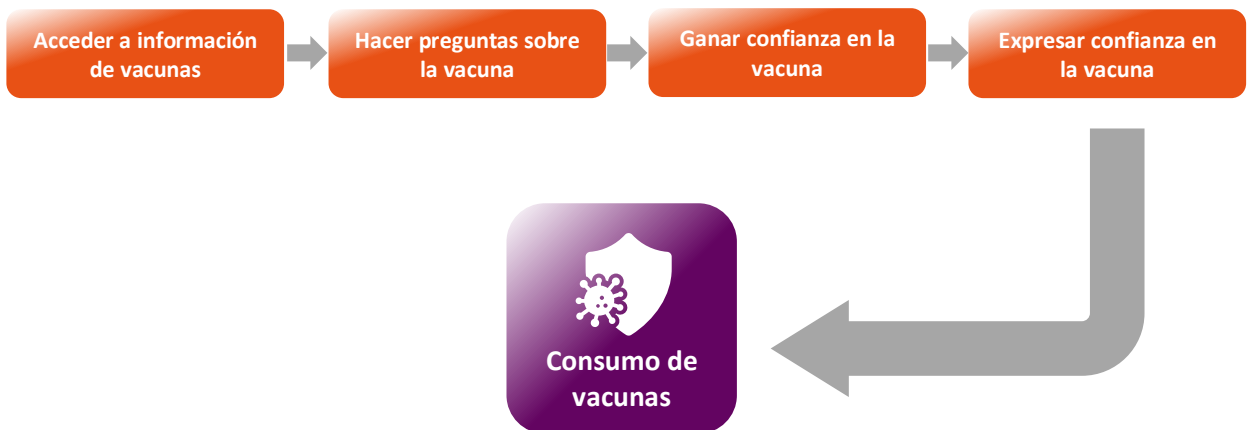 Acceder a información
de vacunas
Hacer preguntas sobre
la vacuna
Ganar confianza en la
vacuna
Expresar confianza en
la vacuna
Consumo de
vacunas